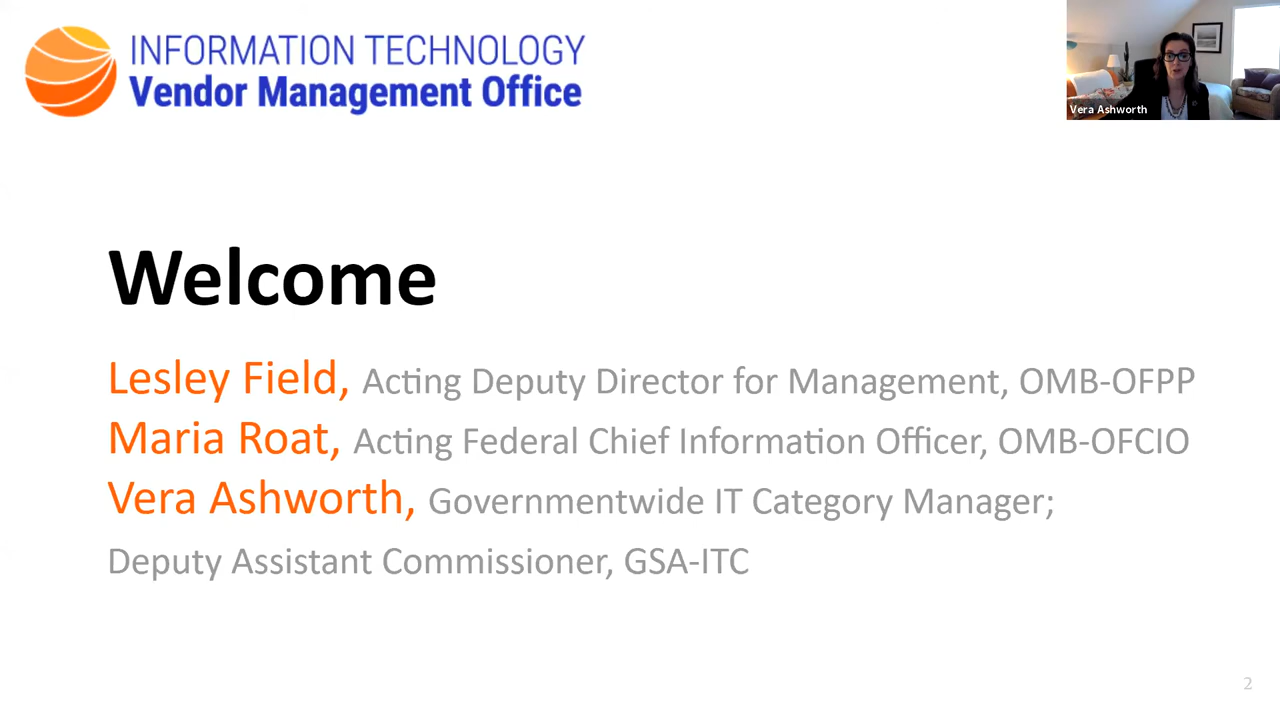 INFORMATION TECHNOLOGY
Vendor Management Office
Vera Ashworth
Welcome
Lesley Field, Acting Deputy Director for Management, OMB-OFPP
Maria Roat, Acting Federal Chief Information Officer, OMB-OFCIO
Vera Ashworth, Governmentwide IT Category Manager;
Deputy Assistant Commissioner, GSA-ITC
2